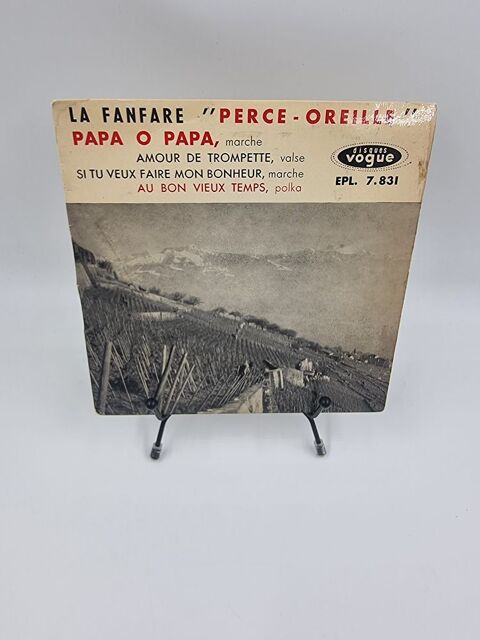 LA FANFARE "PERCE-OREILLE"
PAPA O PAPA, marche
AMOUR DE TROMPETTE, valse
SI TU VEUX FAIRE MON BONHEUR, marche
AU BON VIEUX TEMPS, polka
disques
vogue
EPL. 7.831